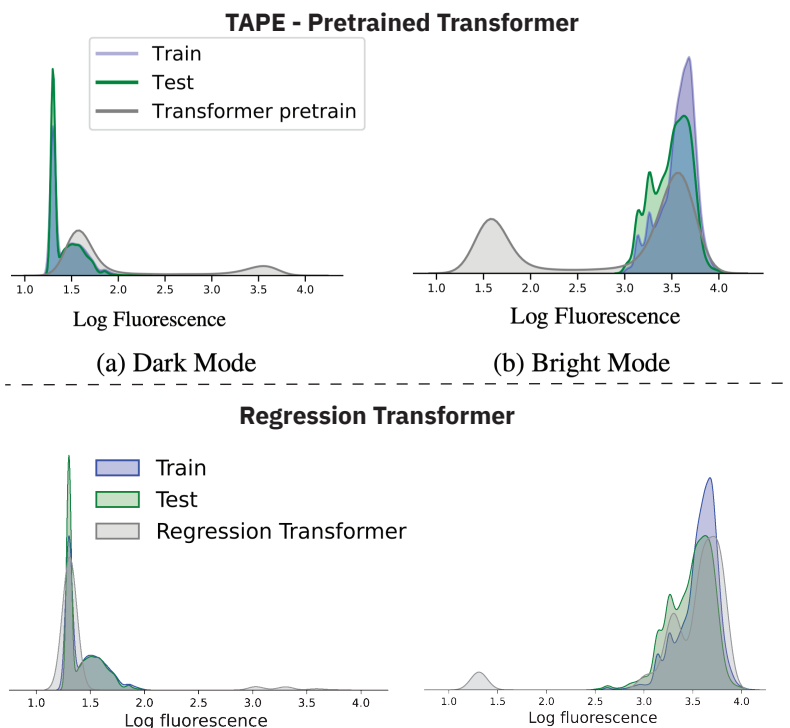 TAPE - Pretrained Transformer
Train
Test
Transformer pretrain
1.0 1.5 2.0 2.5 3.0 3.5 4.0
Log Fluorescence
(a) Dark Mode
1.0 1.5 2.0 2.5 3.0 3.5 4.0
Log Fluorescence
(b) Bright Mode
Regression Transformer
Train
Test
Regression Transformer
1.0 1.5 2.0 2.5 3.0 3.5 4.0
Log fluorescence
1.0 1.5 2.0 2.5 3.0 3.5 4.0
Log fluorescence